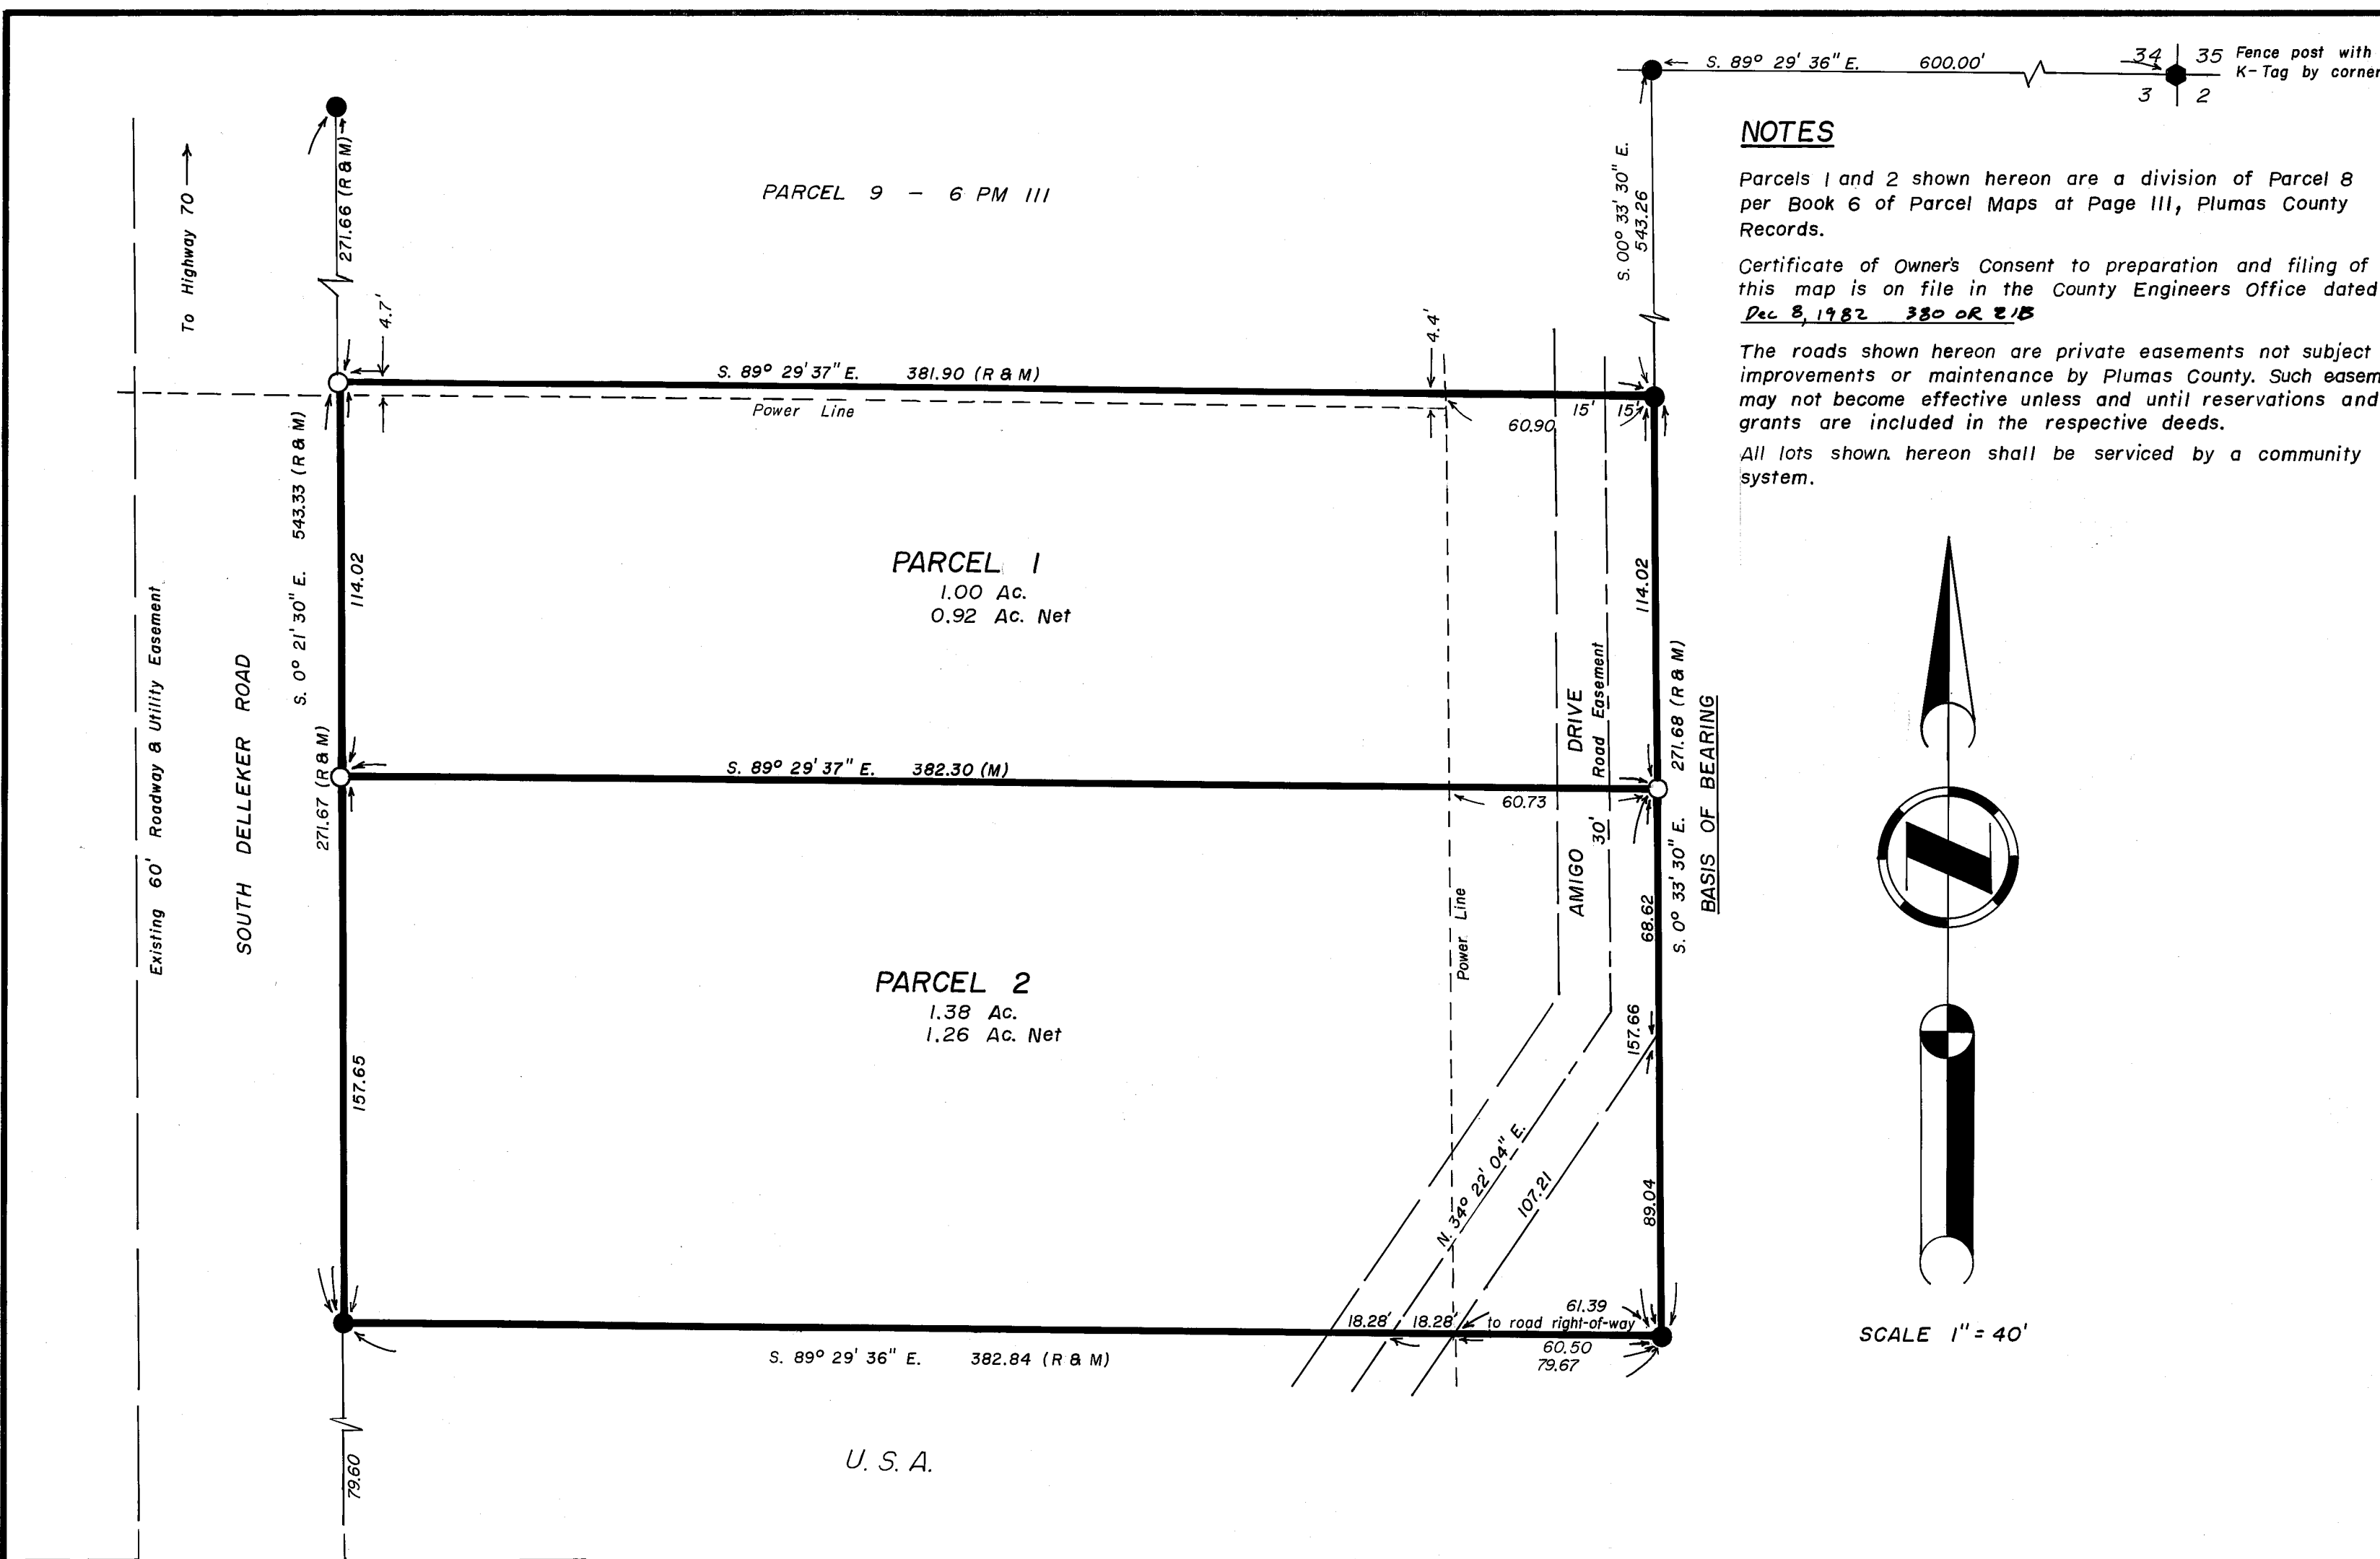 S. 89° 29' 36" E. 600.00'
34 35
3 2
Fence post with
K-Tag by corner
NOTES
Parcels 1 and 2 shown hereon are a division of Parcel 8
per Book 6 of Parcel Maps at Page 111, Plumas County
Records.
Certificate of Owner's Consent to preparation and filing of
this map is on file in the County Engineers Office dated
Dec 8, 1982 380 OR
The roads shown hereon are private easements not subject
improvements or maintenance by Plumas County. Such easem
may not become effective unless and until reservations and
grants are included in the respective deeds.
All lots shown hereon shall be serviced by a community
system.
To Highway 70
271.66 (R & M)
PARCEL 9 - 6 PM 111
S. 00° 33' 30" E.
543.26
4.7'
4.4'
S. 89° 29' 37" E. 381.90 (R & M)
Power Line
60.90
15' 15'
S. 0° 21' 30" E. 543.33 (R & M)
114.02
PARCEL 1
1.00 Ac.
0.92 Ac. Net
114.02
Existing 60' Roadway & Utility Easement
SOUTH DELLEKER ROAD
271.67 (R & M)
S. 89° 29' 37" E. 382.30 (M)
60.73
AMIGO DRIVE
30' Road Easement
S. 0° 33' 30" E. 271.68 (R & M)
BASIS OF BEARING
68.62
Power Line
PARCEL 2
1.38 Ac.
1.26 Ac. Net
157.65
157.66
N. 34° 22' 04" E.
107.21
89.04
18.28' 18.28'
61.39
to road right-of-way
60.50
79.67
S. 89° 29' 36" E. 382.84 (R & M)
79.60
U. S. A.
N
SCALE 1" = 40'